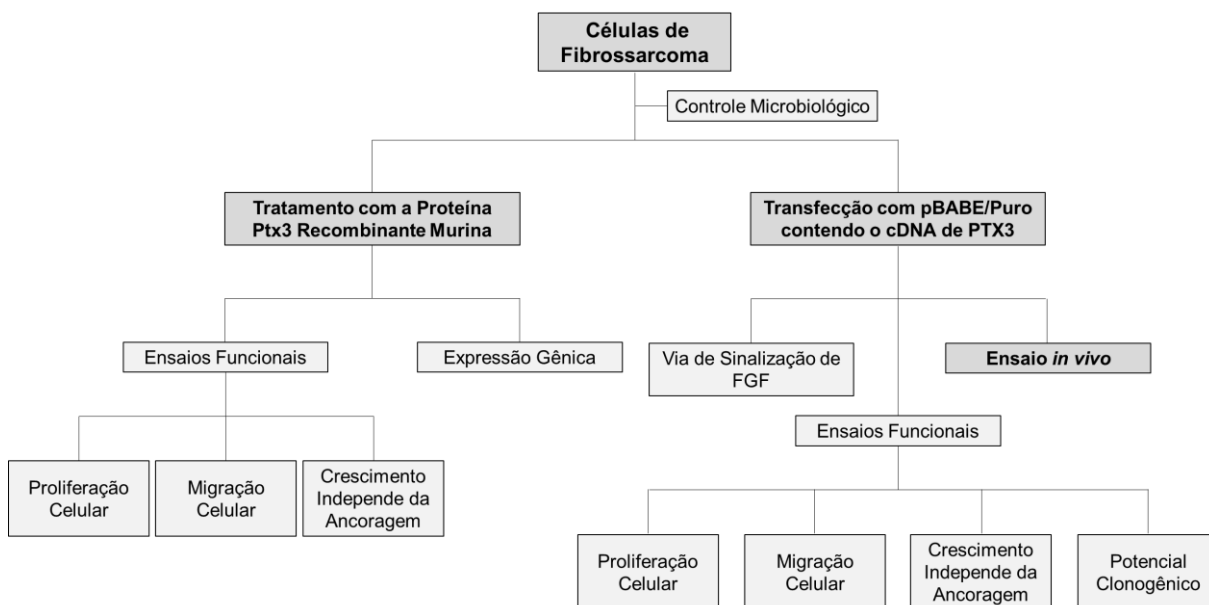 Células de
Fibrossarcoma
Controle Microbiológico
Tratamento com a Proteína
Ptx3 Recombinante Murina
Transfecção com pBABE/Puro
contendo o cDNA de PTX3
Ensaios Funcionais
Expressão Gênica
Via de Sinalização de
FGF
Ensaio in vivo
Ensaios Funcionais
Proliferação
Celular
Migração
Celular
Crescimento
Independe da
Ancoragem
Proliferação
Celular
Migração
Celular
Crescimento
Independe da
Ancoragem
Potencial
Clonogênico